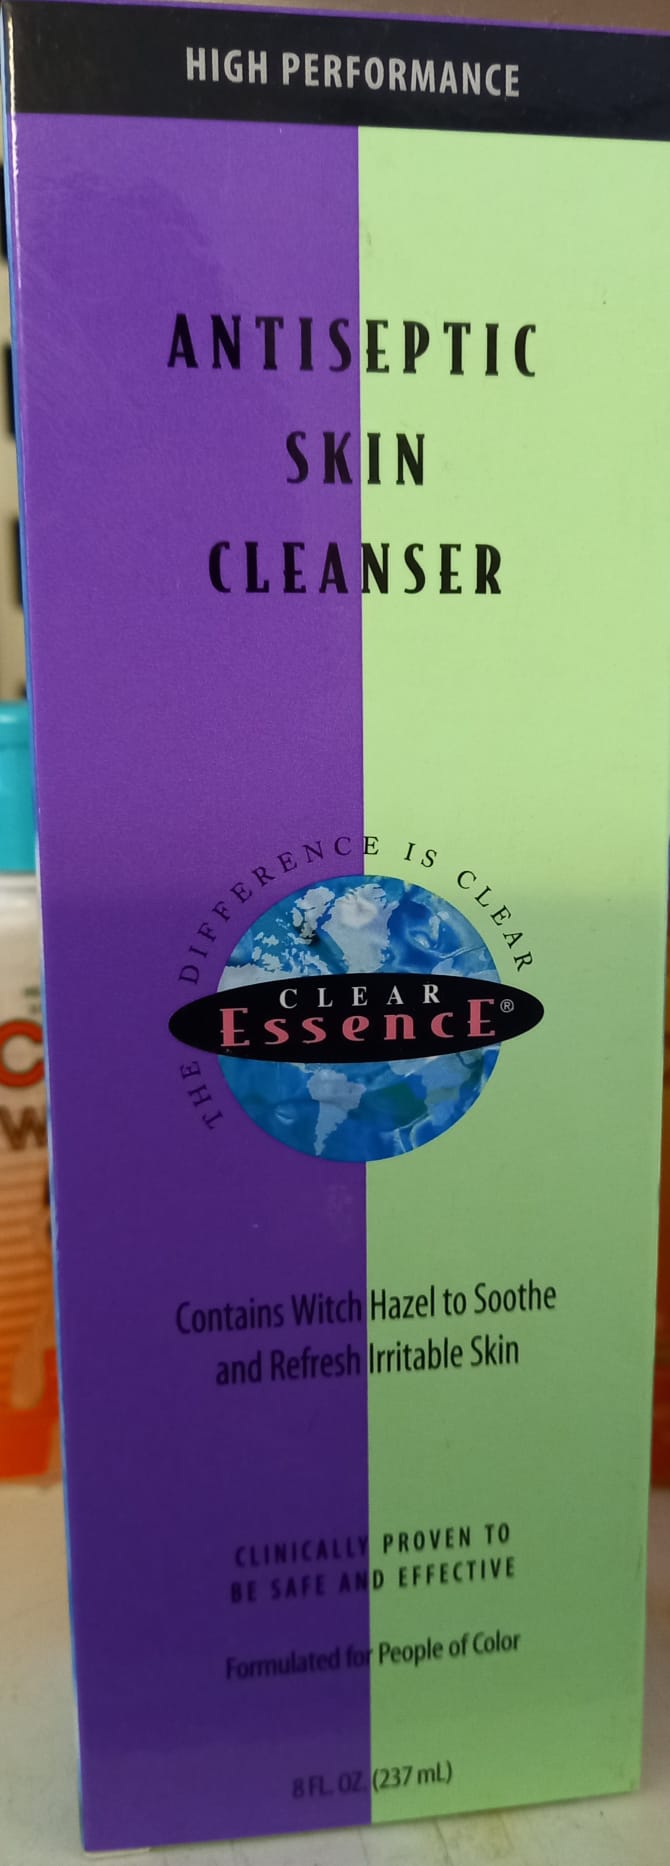 HIGH PERFORMANCE
ANTISEPTIC
SKIN
CLEANSER
THE DIFFERENCE IS CLEAR
CLEAR
EssencE®
Contains Witch Hazel to Soothe
and Refresh Irritable Skin
CLINICALLY PROVEN TO
BE SAFE AND EFFECTIVE
Formulated for People of Color
8 FL. OZ. (237 mL)
C
W